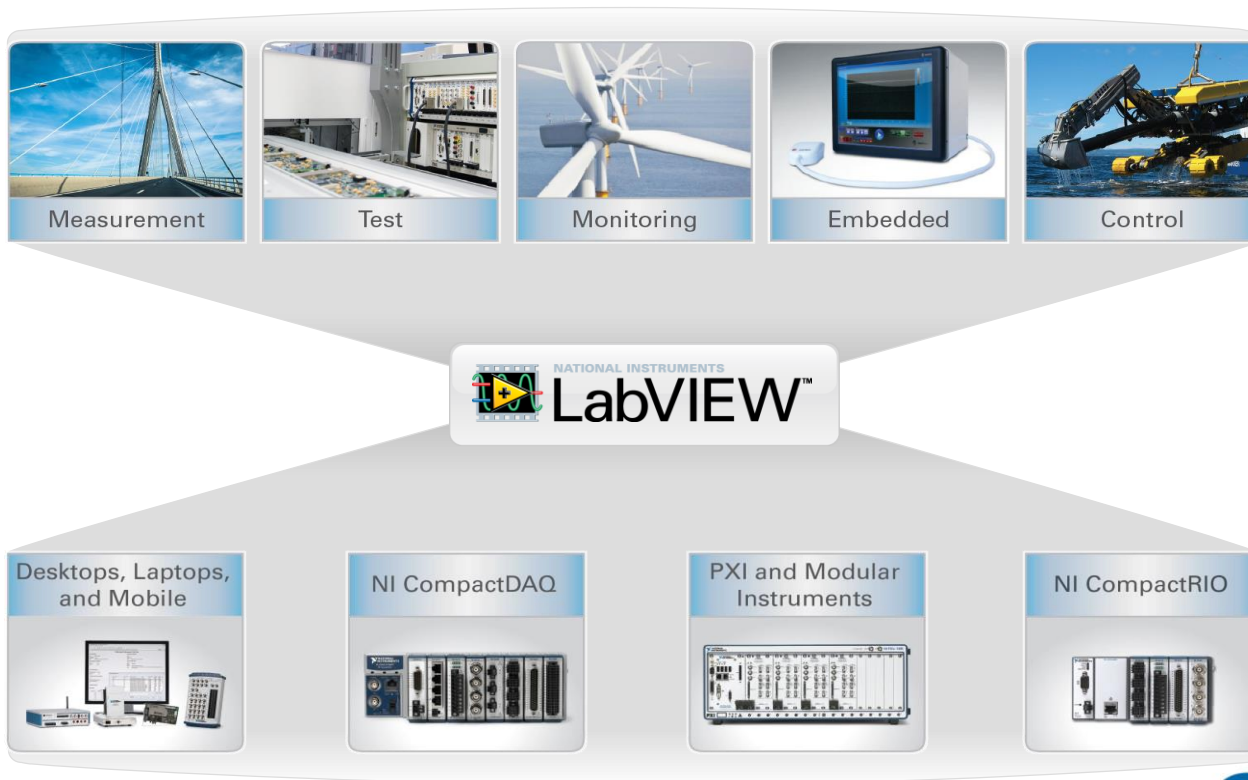 Measurement
Test
Monitoring
Embedded
Control
NATIONAL INSTRUMENTS
LabVIEW™
Desktops, Laptops,
and Mobile
NI CompactDAQ
PXI and Modular
Instruments
NI CompactRIO